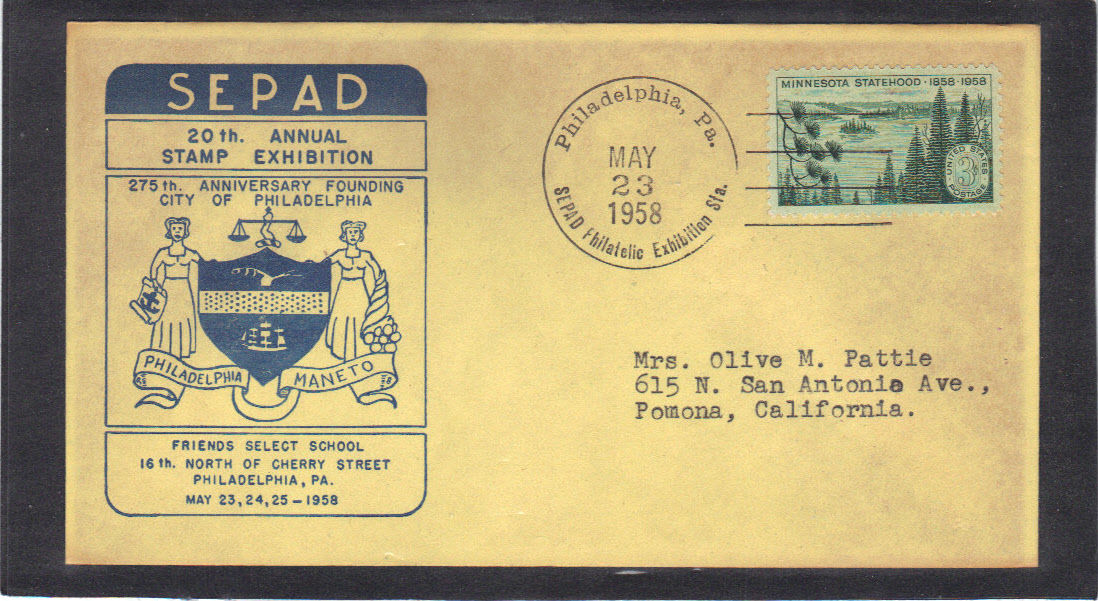 SEPAD
20th. ANNUAL
STAMP EXHIBITION
275th. ANNIVERSARY FOUNDING
CITY OF PHILADELPHIA
PHILADELPHIA MANETO
FRIENDS SELECT SCHOOL
16th. NORTH OF CHERRY STREET
PHILADELPHIA, PA.
MAY 23, 24, 25 – 1958
Philadelphia, Pa.
MAY
23
1958
SEPAD Philatelic Exhibition Sta.
MINNESOTA STATEHOOD · 1858-1958
UNITED STATES
3¢
POSTAGE
Mrs. Olive M. Pattie
615 N. San Antonio Ave.,
Pomona, California.